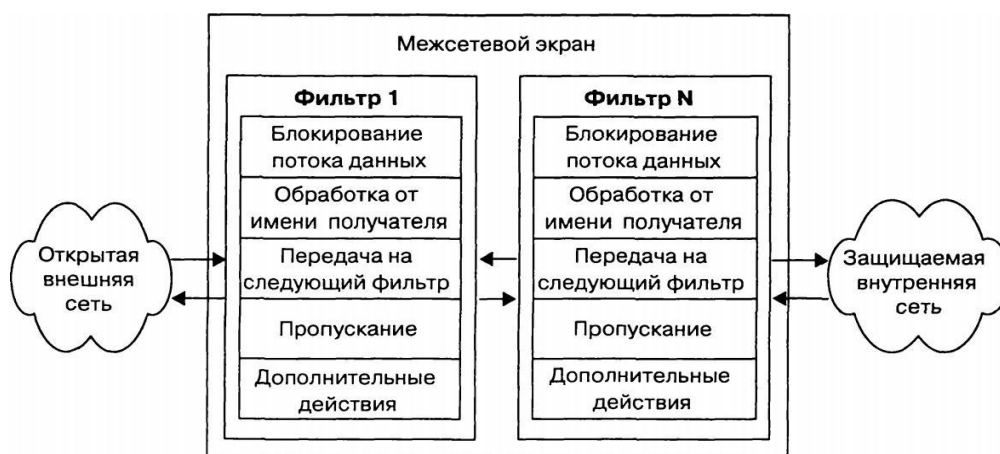 Межсетевой экран
Фильтр 1
Блокирование
потока данных
Обработка от
имени получателя
Передача на
следующий фильтр
Пропускание
Дополнительные
действия
Фильтр N
Блокирование
потока данных
Обработка от
имени получателя
Передача на
следующий фильтр
Пропускание
Дополнительные
действия
Открытая
внешняя
сеть
Защищаемая
внутренняя
сеть